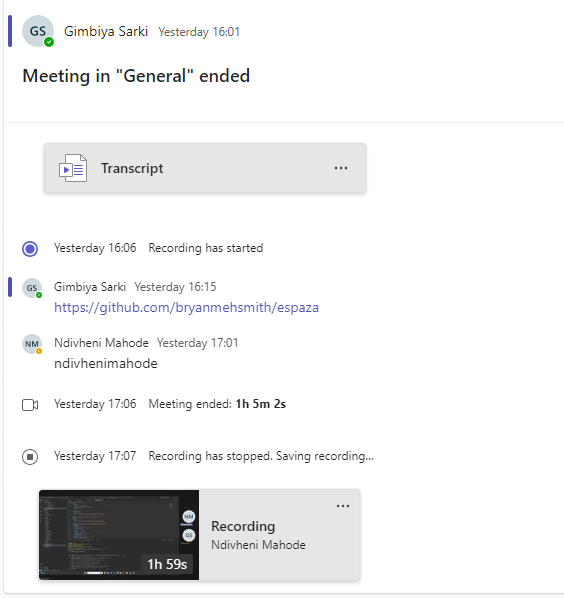 GS Gimbiya Sarki Yesterday 16:01
Meeting in "General" ended
Transcript ...
Yesterday 16:06 Recording has started
GS Gimbiya Sarki Yesterday 16:15
https://github.com/bryanmehsmith/espaza
NM Ndivheni Mahode Yesterday 17:01
ndivhenimahode
Yesterday 17:06 Meeting ended: 1h 5m 2s
Yesterday 17:07 Recording has stopped. Saving recording...
NM
GS
1h 59s
Recording ...
Ndivheni Mahode